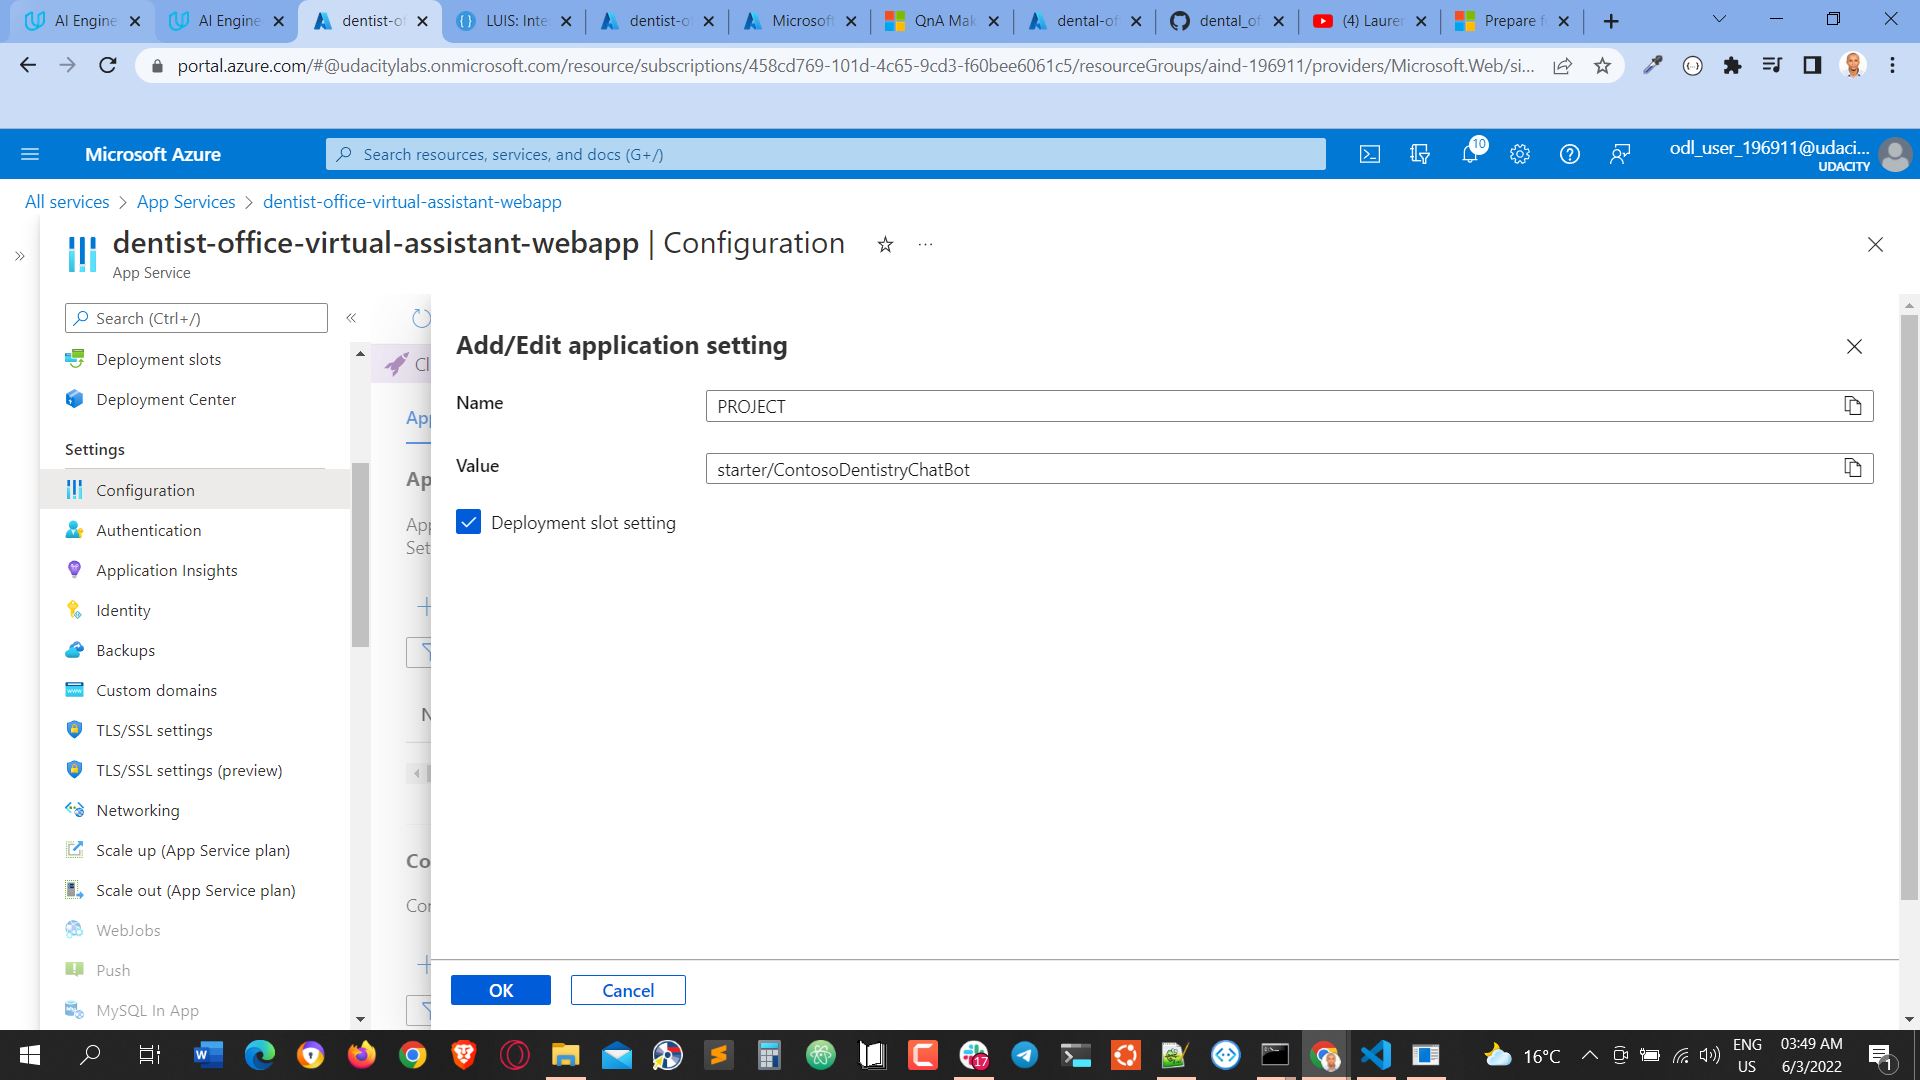 AI Engine
AI Engine
dentist-of
LUIS: Inte
dentist-o
Microsoft
QnA Mak
dental-of
dental_of
(4) Lauren
Prepare f
portal.azure.com/#@udacitylabs.onmicrosoft.com/resource/subscriptions/458cd769-101d-4c65-9cd3-f60bee6061c5/resourceGroups/aind-196911/providers/Microsoft.Web/si...
Microsoft Azure
Search resources, services, and docs (G+/)
10
odl_user_196911@udaci...
UDACITY
All services > App Services > dentist-office-virtual-assistant-webapp
dentist-office-virtual-assistant-webapp | Configuration
App Service
Search (Ctrl+/)
Deployment slots
Deployment Center
Settings
Configuration
Authentication
Application Insights
Identity
Backups
Custom domains
TLS/SSL settings
TLS/SSL settings (preview)
Networking
Scale up (App Service plan)
Scale out (App Service plan)
WebJobs
Push
MySQL In App
Cl
App
Ap
App
Set
N
Co
Con
Add/Edit application setting
Name
PROJECT
Value
starter/ContosoDentistryChatBot
Deployment slot setting
OK
Cancel
17
16°C
ENG
US
03:49 AM
6/3/2022
1